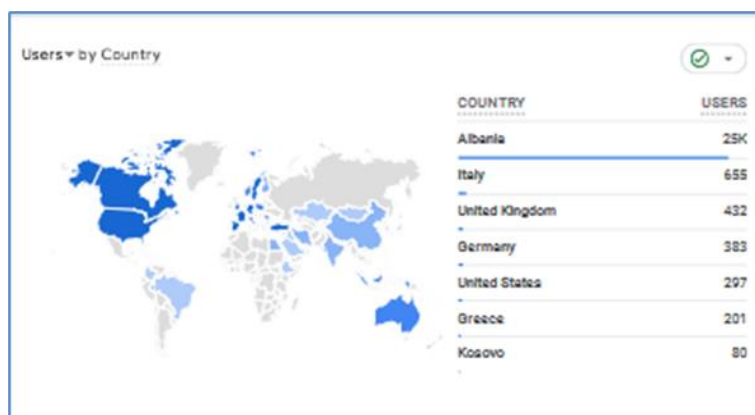 Users by Country
COUNTRY USERS
Albania 25K
Italy 655
United Kingdom 432
Germany 383
United States 297
Greece 201
Kosovo 80